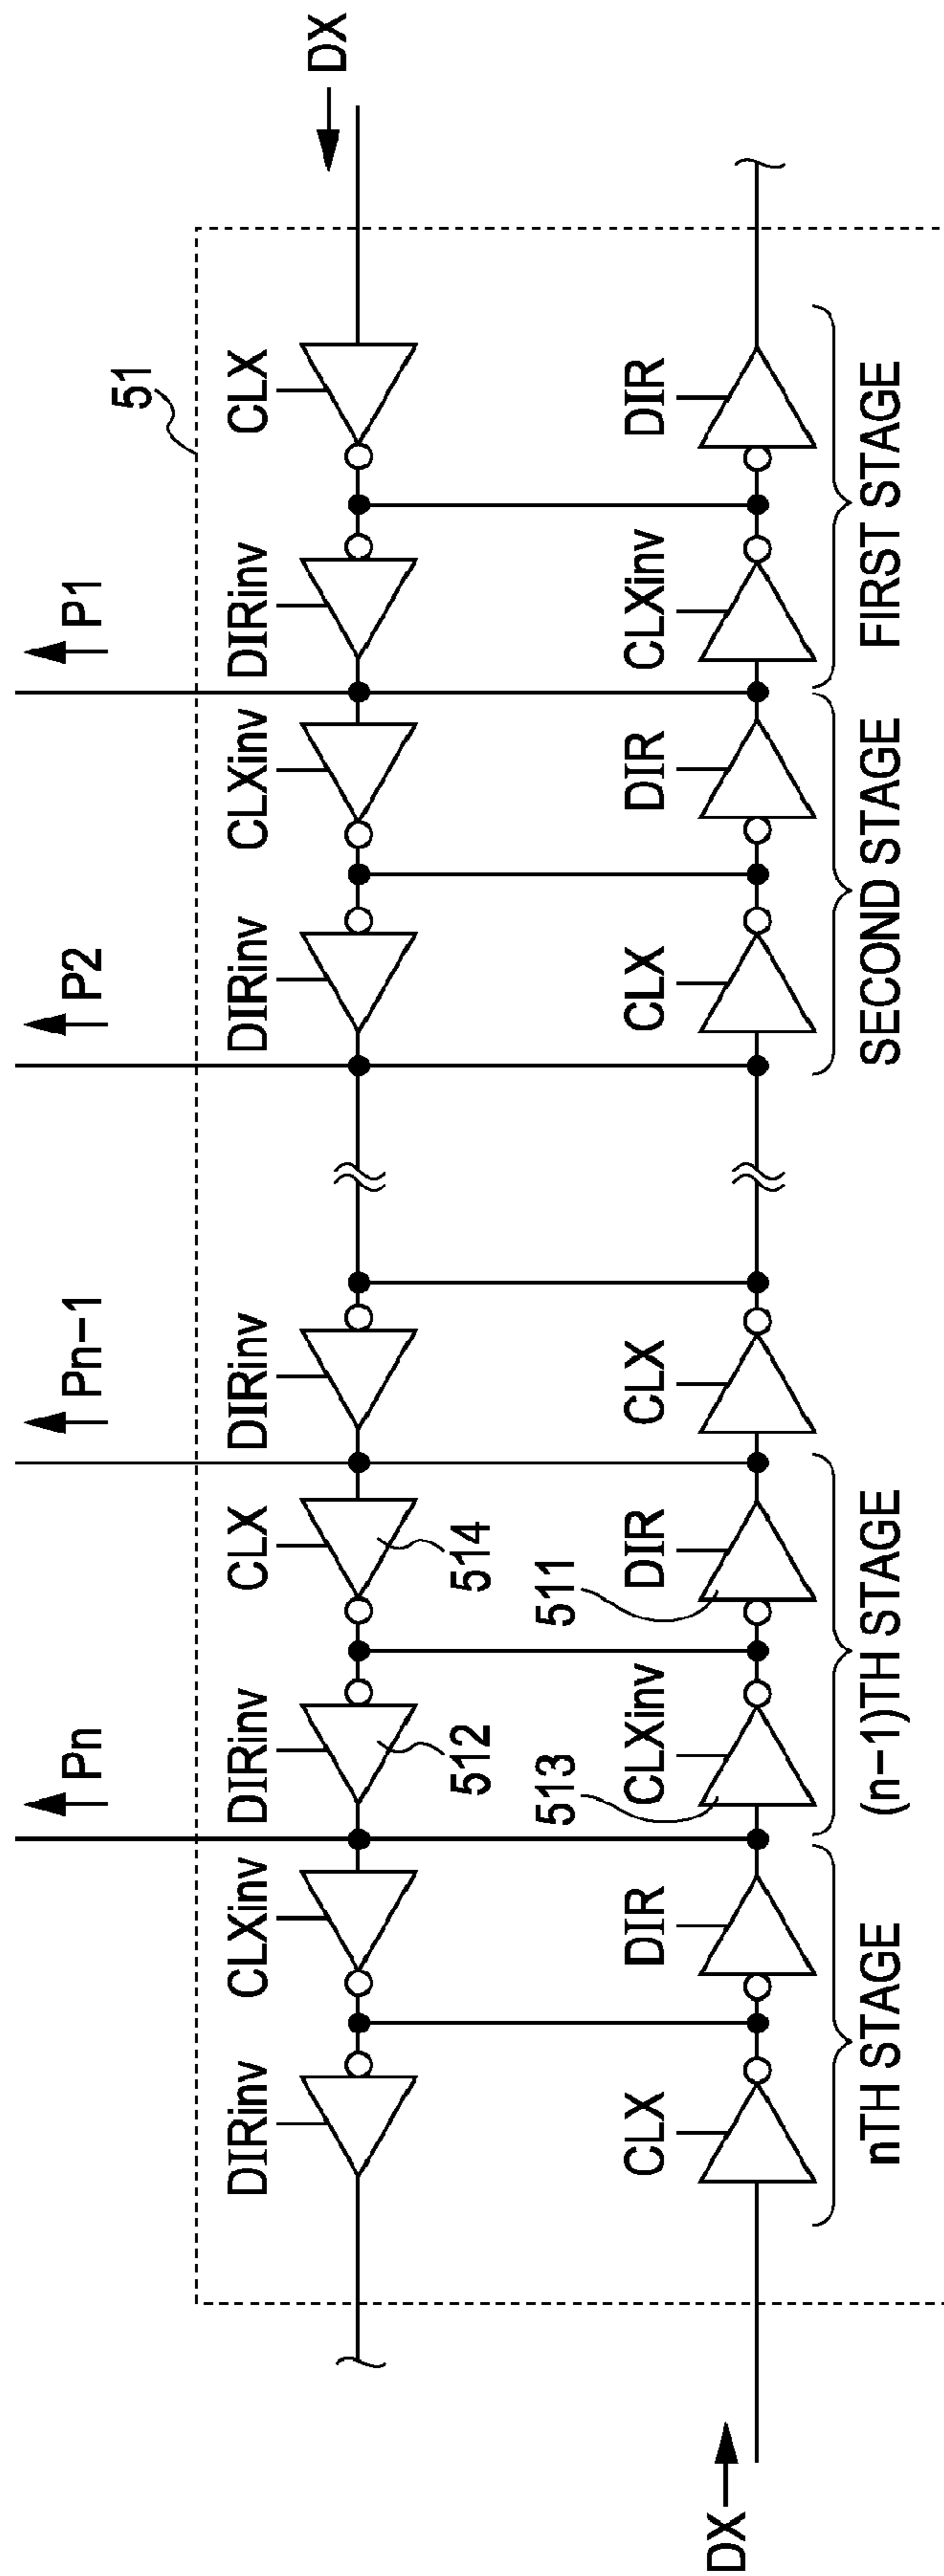 Pn
Pn−1
P2
P1
51
DX
DIRinv
CLXinv
DIRinv
CLX
DIRinv
DIRinv
CLXinv
DIRinv
CLX
512
514
513
511
CLX
DIR
CLXinv
DIR
CLX
CLX
DIR
CLXinv
DIR
DX
nTH STAGE
(n−1)TH STAGE
SECOND STAGE
FIRST STAGE